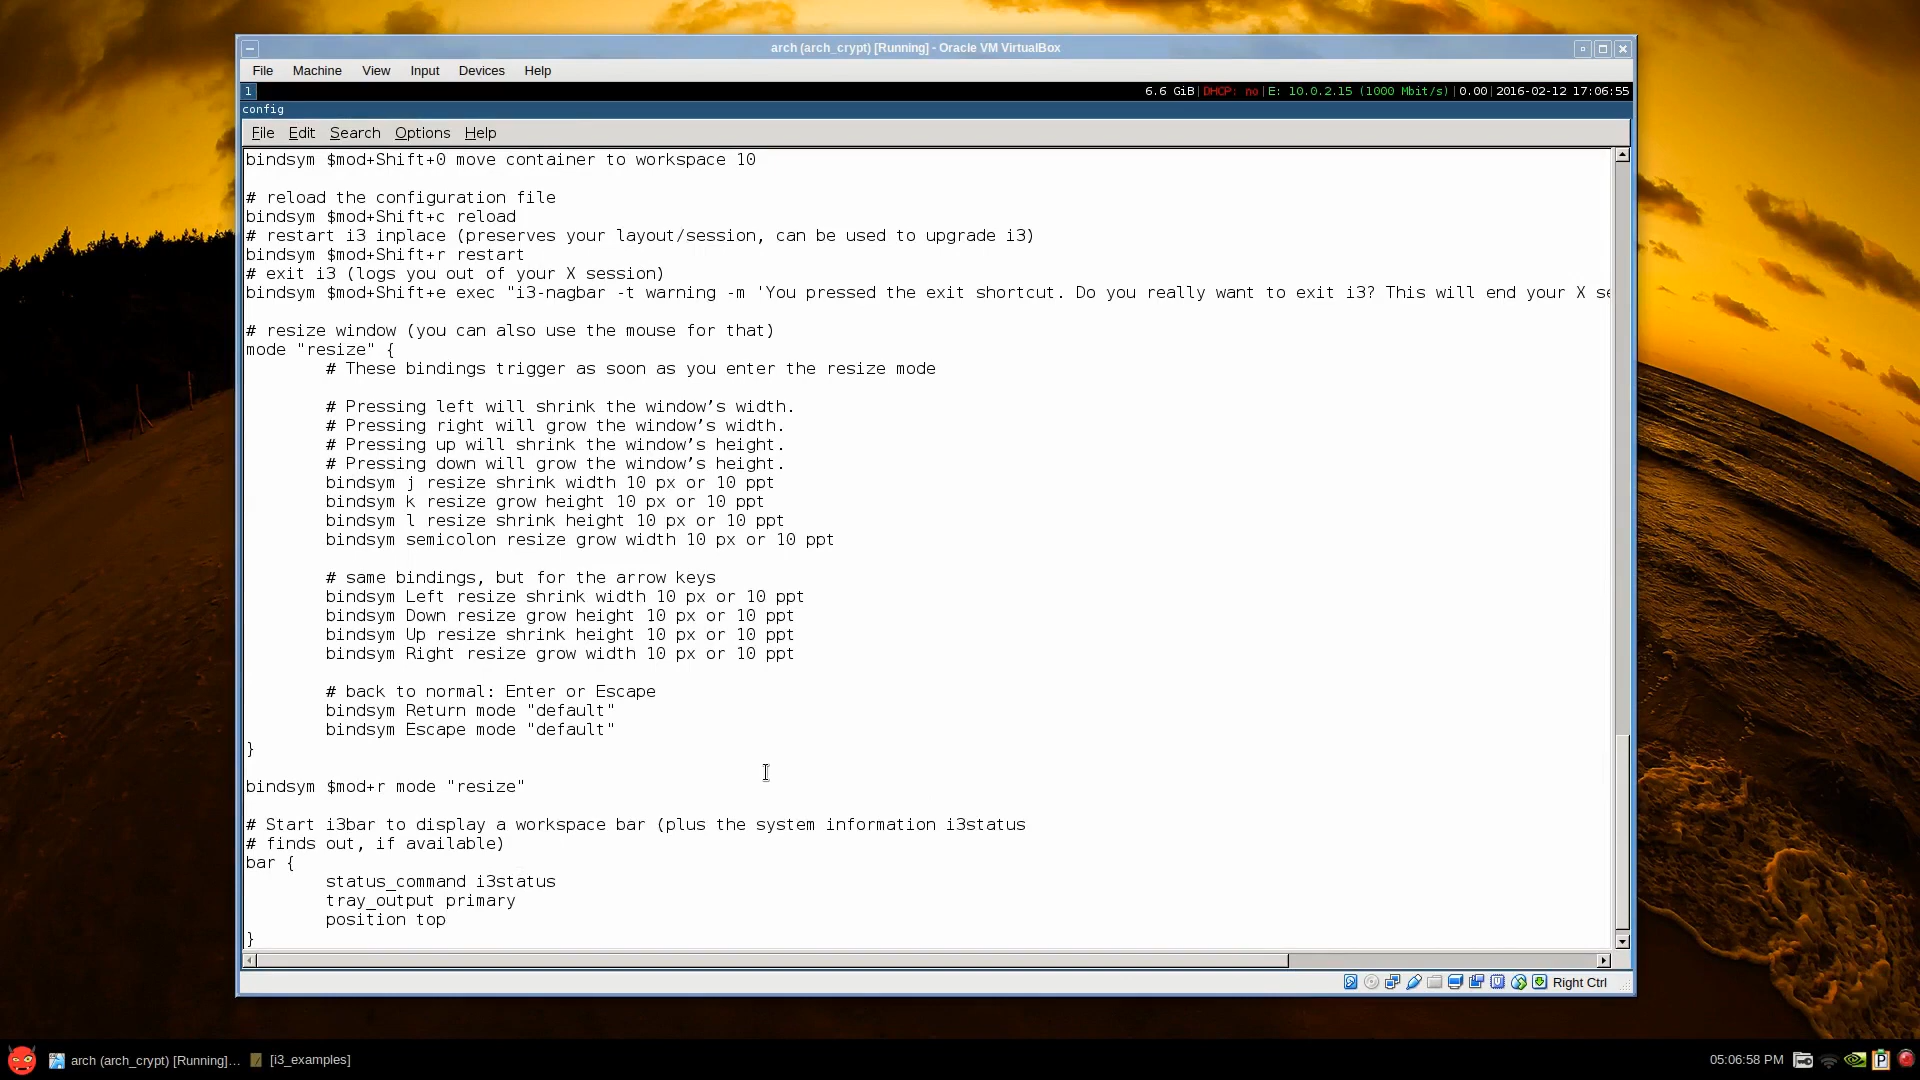 arch (arch_crypt) [Running] - Oracle VM VirtualBox
File Machine View Input Devices Help
1 6.6 GiB|DHCP: no|E: 10.0.2.15 (1000 Mbit/s)|0.00|2016-02-12 17:06:55
config
File Edit Search Options Help
bindsym $mod+Shift+0 move container to workspace 10
# reload the configuration file
bindsym $mod+Shift+c reload
# restart i3 inplace (preserves your layout/session, can be used to upgrade i3)
bindsym $mod+Shift+r restart
# exit i3 (logs you out of your X session)
bindsym $mod+Shift+e exec "i3-nagbar -t warning -m 'You pressed the exit shortcut. Do you really want to exit i3? This will end your X se
# resize window (you can also use the mouse for that)
mode "resize" {
# These bindings trigger as soon as you enter the resize mode
# Pressing left will shrink the window’s width.
# Pressing right will grow the window’s width.
# Pressing up will shrink the window’s height.
# Pressing down will grow the window’s height.
bindsym j resize shrink width 10 px or 10 ppt
bindsym k resize grow height 10 px or 10 ppt
bindsym l resize shrink height 10 px or 10 ppt
bindsym semicolon resize grow width 10 px or 10 ppt
# same bindings, but for the arrow keys
bindsym Left resize shrink width 10 px or 10 ppt
bindsym Down resize grow height 10 px or 10 ppt
bindsym Up resize shrink height 10 px or 10 ppt
bindsym Right resize grow width 10 px or 10 ppt
# back to normal: Enter or Escape
bindsym Return mode "default"
bindsym Escape mode "default"
}
bindsym $mod+r mode "resize"
# Start i3bar to display a workspace bar (plus the system information i3status
# finds out, if available)
bar {
status_command i3status
tray_output primary
position top
}
Right Ctrl
arch (arch_crypt) [Running]... [i3_examples] 05:06:58 PM P